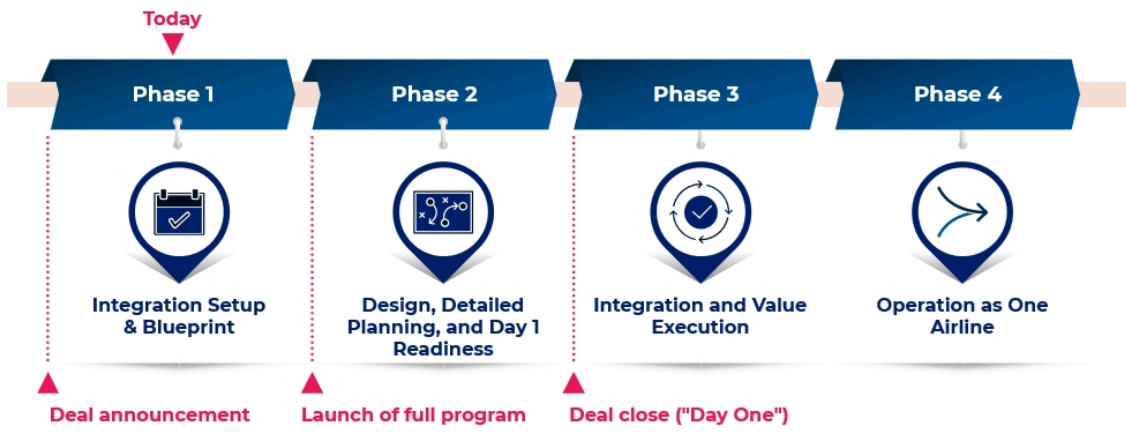 Today
Phase 1
Phase 2
Phase 3
Phase 4
Integration Setup
& Blueprint
Design, Detailed
Planning, and Day 1
Readiness
Integration and Value
Execution
Operation as One
Airline
Deal announcement
Launch of full program
Deal close ("Day One")